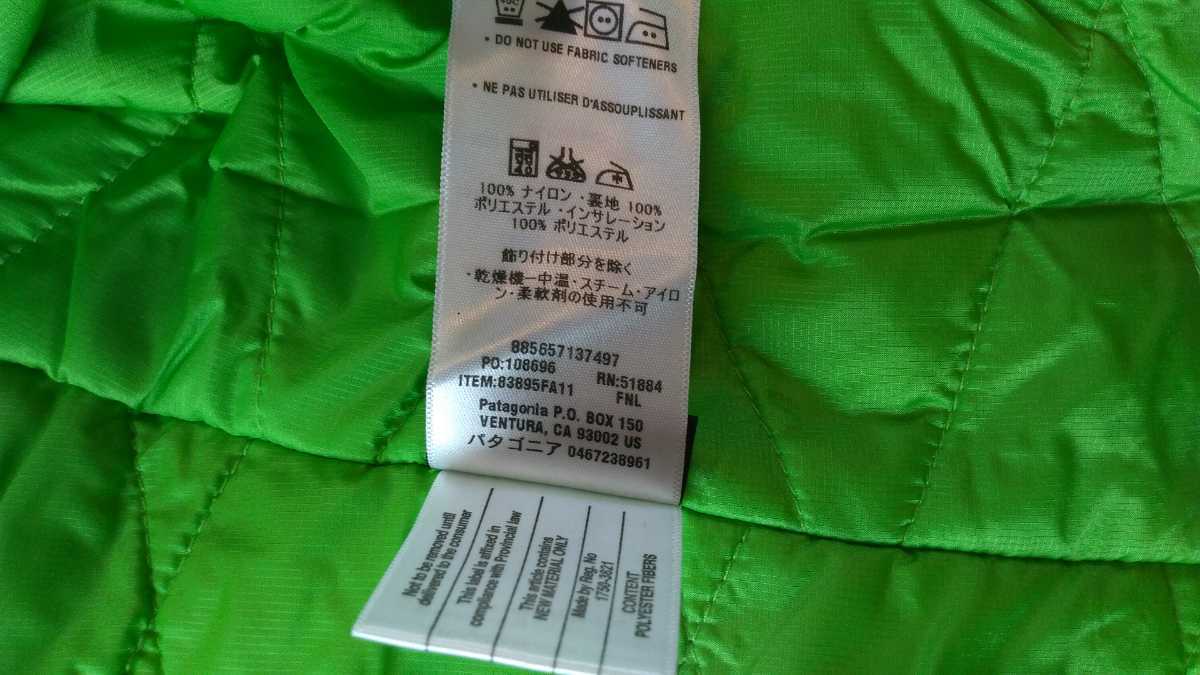 • DO NOT USE FABRIC SOFTENERS
• NE PAS UTILISER D'ASSOUPLISSANT
40
100% ナイロン・裏地 100%
ポリエステル・インサレーション
100% ポリエステル
飾り付け部分を除く
・乾燥機一中温・スチーム・アイロ
ン・柔軟剤の使用不可
885657137497
PO:108696 RN:51884
ITEM:83895FA11 FNL
Patagonia P.O. BOX 150
VENTURA, CA 93002 US
パタゴニア 0467238961
Not to be removed until
delivered to the consumer
This label is affixed in
compliance with Provincial law
This article contains
NEW MATERIAL ONLY
Made by Reg. No
1750-3821
CONTENT
POLYESTER FIBERS